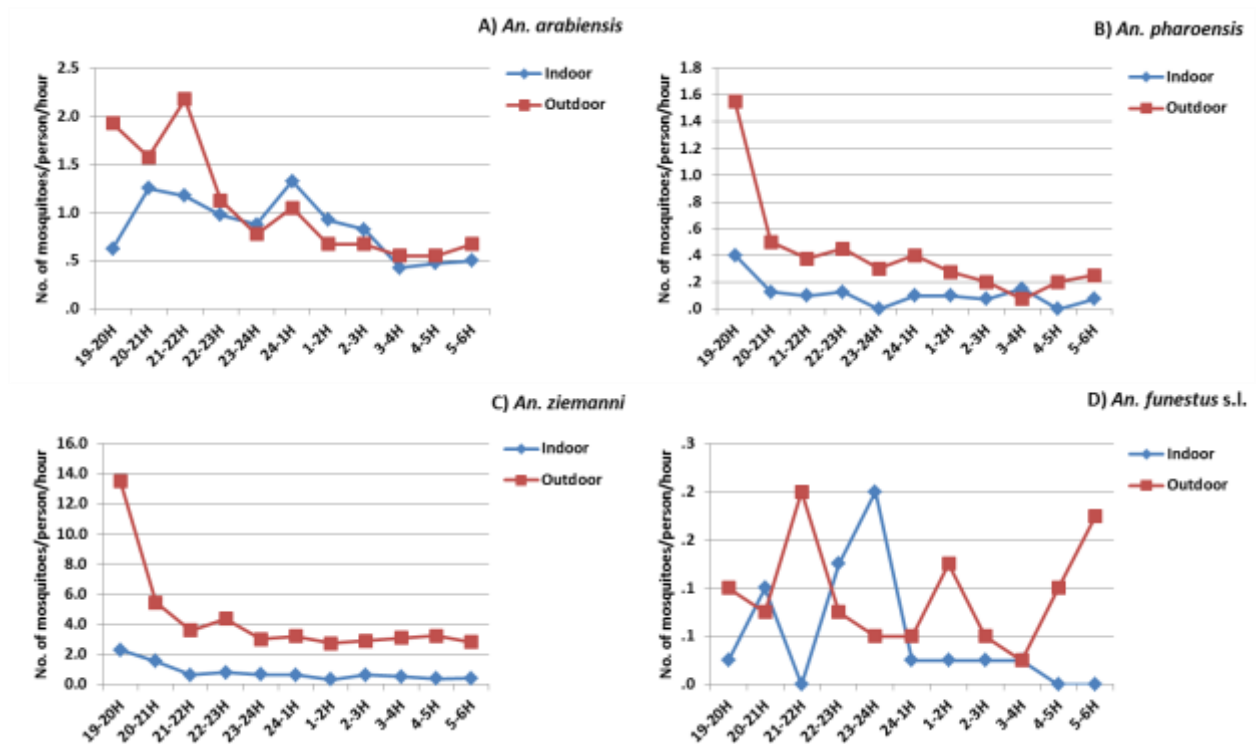 A) An. arabiensis
No. of mosquitoes/person/hour
2.5
2.0
1.5
1.0
.5
.0
19-20H
20-21H
21-22H
22-23H
23-24H
24-1H
1-2H
2-3H
3-4H
4-5H
5-6H
Indoor
Outdoor
B) An. pharoensis
No. of mosquitoes/person/hour
1.8
1.6
1.4
1.2
1.0
.8
.6
.4
.2
.0
19-20H
20-21H
21-22H
22-23H
23-24H
24-1H
1-2H
2-3H
3-4H
4-5H
5-6H
Indoor
Outdoor
C) An. ziemanni
No. of mosquitoes/person/hour
16.0
14.0
12.0
10.0
8.0
6.0
4.0
2.0
0.0
19-20H
20-21H
21-22H
22-23H
23-24H
24-1H
1-2H
2-3H
3-4H
4-5H
5-6H
Indoor
Outdoor
D) An. funestus s.l.
No. of mosquitoes/person/hour
.3
.2
.2
.1
.1
.0
19-20H
20-21H
21-22H
22-23H
23-24H
24-1H
1-2H
2-3H
3-4H
4-5H
5-6H
Indoor
Outdoor